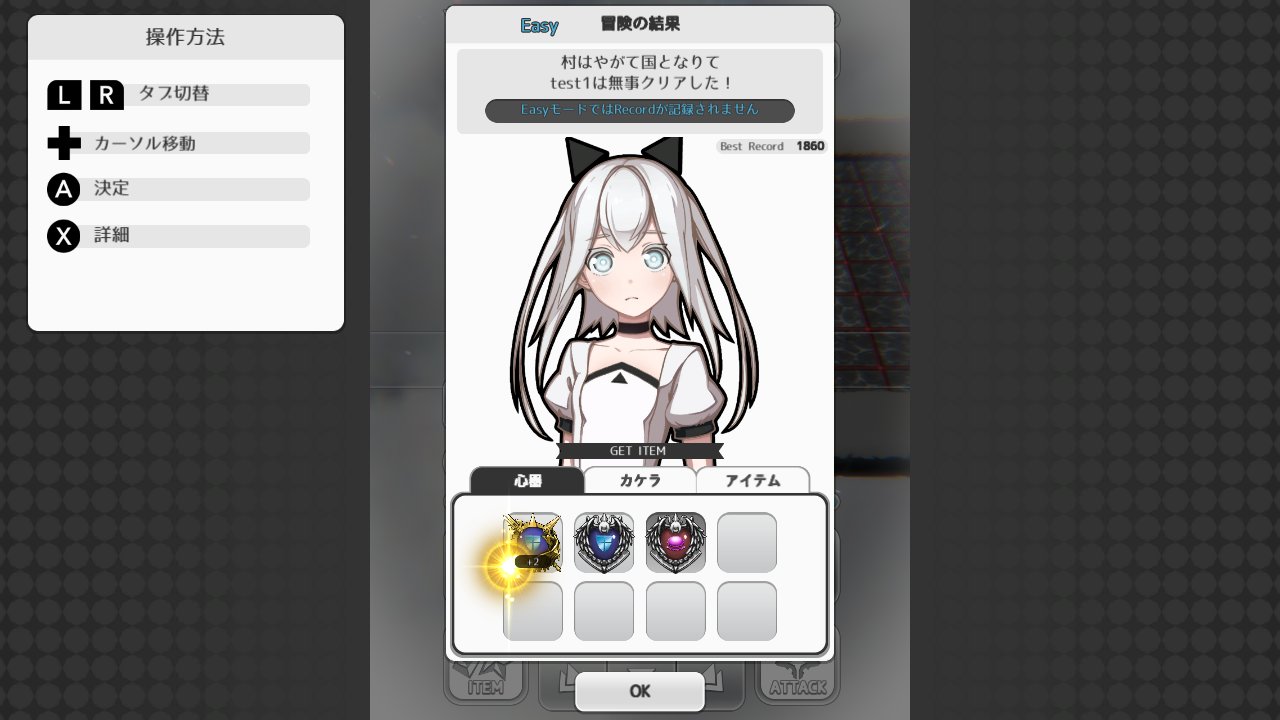 操作方法
L R タブ切替
カーソル移動
A 決定
X 詳細
Easy 冒険の結果
村はやがて国となりて
test1は無事クリアした！
EasyモードではRecordが記録されません
Best Record 1860
GET ITEM
心器 カケラ アイテム
+2
ITEM
ATTACK
OK